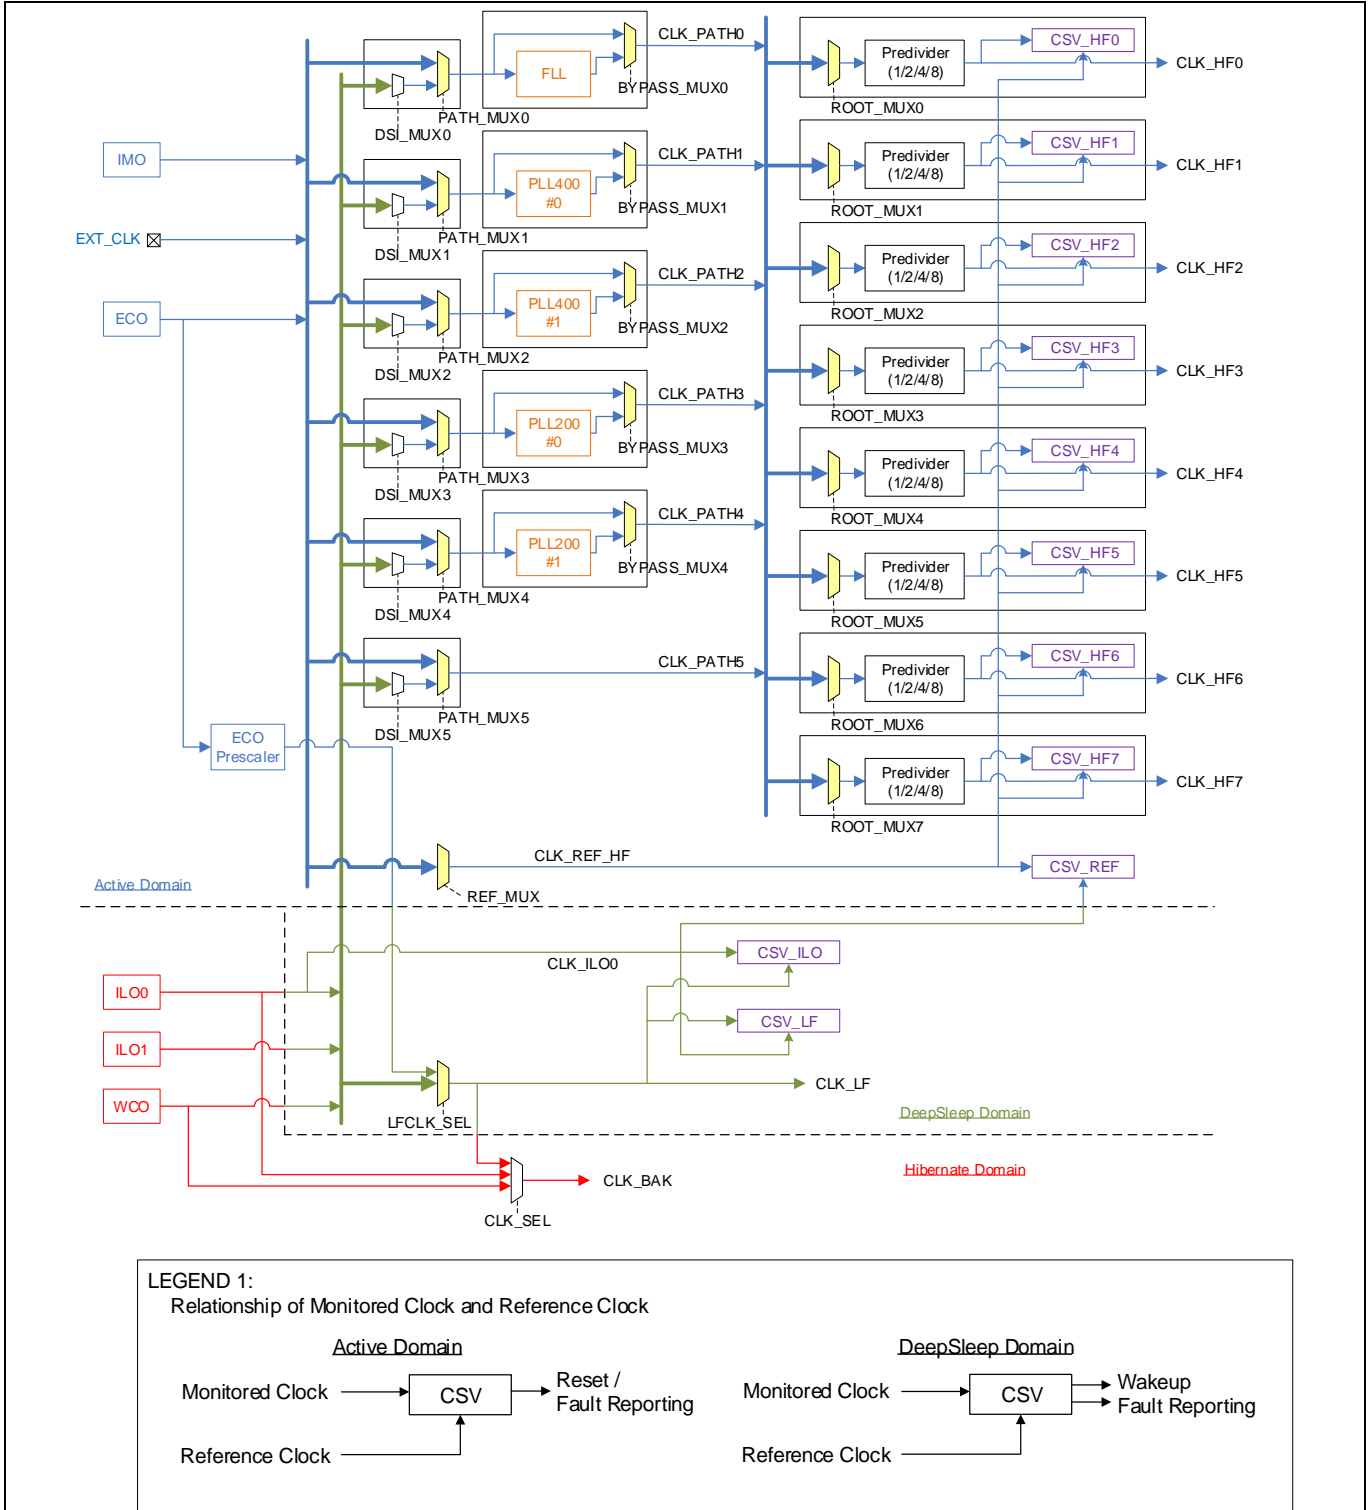 CLK_PATH0
CSV_HF0
Predivider
(1/2/4/8)
CLK_HF0
FLL
BYPASS_MUX0
ROOT_MUX0
PATH_MUX0
DSI_MUX0
IMO
CLK_PATH1
CSV_HF1
Predivider
(1/2/4/8)
CLK_HF1
PLL400
#0
BYPASS_MUX1
ROOT_MUX1
PATH_MUX1
DSI_MUX1
EXT_CLK
CLK_PATH2
CSV_HF2
Predivider
(1/2/4/8)
CLK_HF2
PLL400
#1
BYPASS_MUX2
ROOT_MUX2
PATH_MUX2
DSI_MUX2
ECO
CLK_PATH3
CSV_HF3
Predivider
(1/2/4/8)
CLK_HF3
PLL200
#0
BYPASS_MUX3
ROOT_MUX3
PATH_MUX3
DSI_MUX3
CLK_PATH4
CSV_HF4
Predivider
(1/2/4/8)
CLK_HF4
PLL200
#1
BYPASS_MUX4
ROOT_MUX4
PATH_MUX4
DSI_MUX4
CSV_HF5
Predivider
(1/2/4/8)
CLK_HF5
ROOT_MUX5
CLK_PATH5
PATH_MUX5
DSI_MUX5
CSV_HF6
Predivider
(1/2/4/8)
CLK_HF6
ROOT_MUX6
ECO
Prescaler
CSV_HF7
Predivider
(1/2/4/8)
CLK_HF7
ROOT_MUX7
CLK_REF_HF
CSV_REF
REF_MUX
Active Domain
CSV_ILO
CLK_ILO0
ILO0
CSV_LF
ILO1
CLK_LF
WCO
LFCLK_SEL
DeepSleep Domain
Hibernate Domain
CLK_BAK
CLK_SEL
LEGEND 1:
Relationship of Monitored Clock and Reference Clock
Active Domain
Monitored Clock
CSV
Reset /
Fault Reporting
Reference Clock
DeepSleep Domain
Monitored Clock
CSV
Wakeup
Fault Reporting
Reference Clock